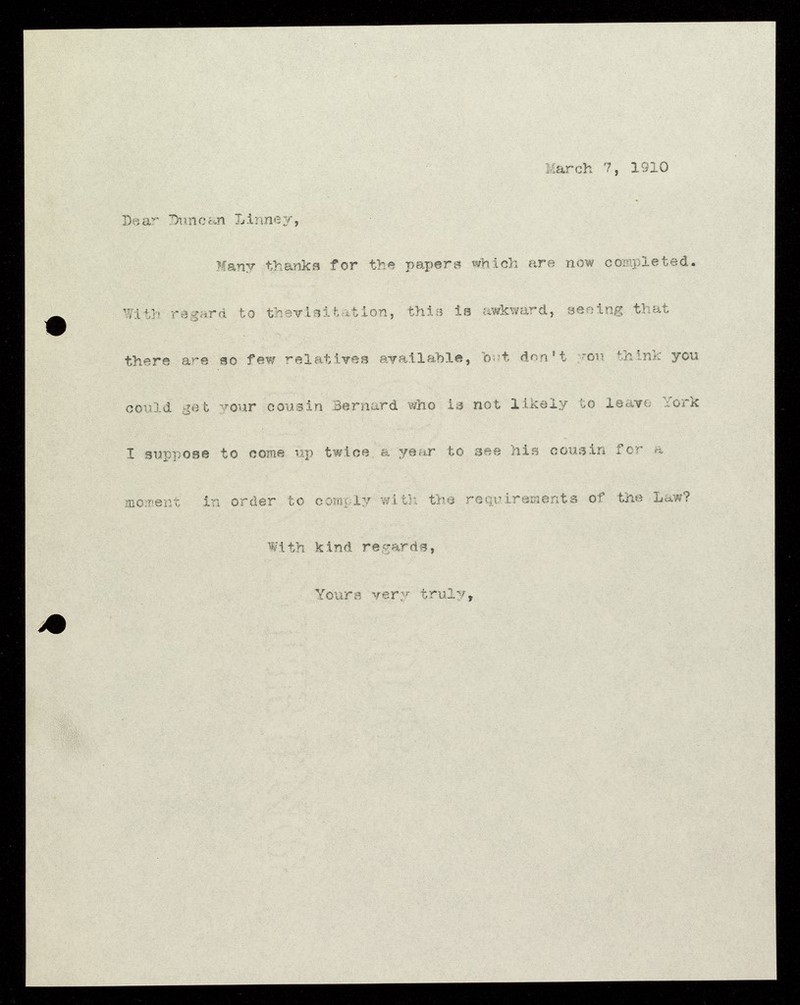 March 7, 1910
Dear Duncan Linney,
Many thanks for the papers which are now completed.
With regard to thevisitation, this is awkward, seeing that
there are so few relatives available, but don't you think you
could get your cousin Bernard who is not likely to leave York
I suppose to come up twice a year to see his cousin for a
moment in order to comply with the requirements of the Law?
With kind regards,
Yours very truly,